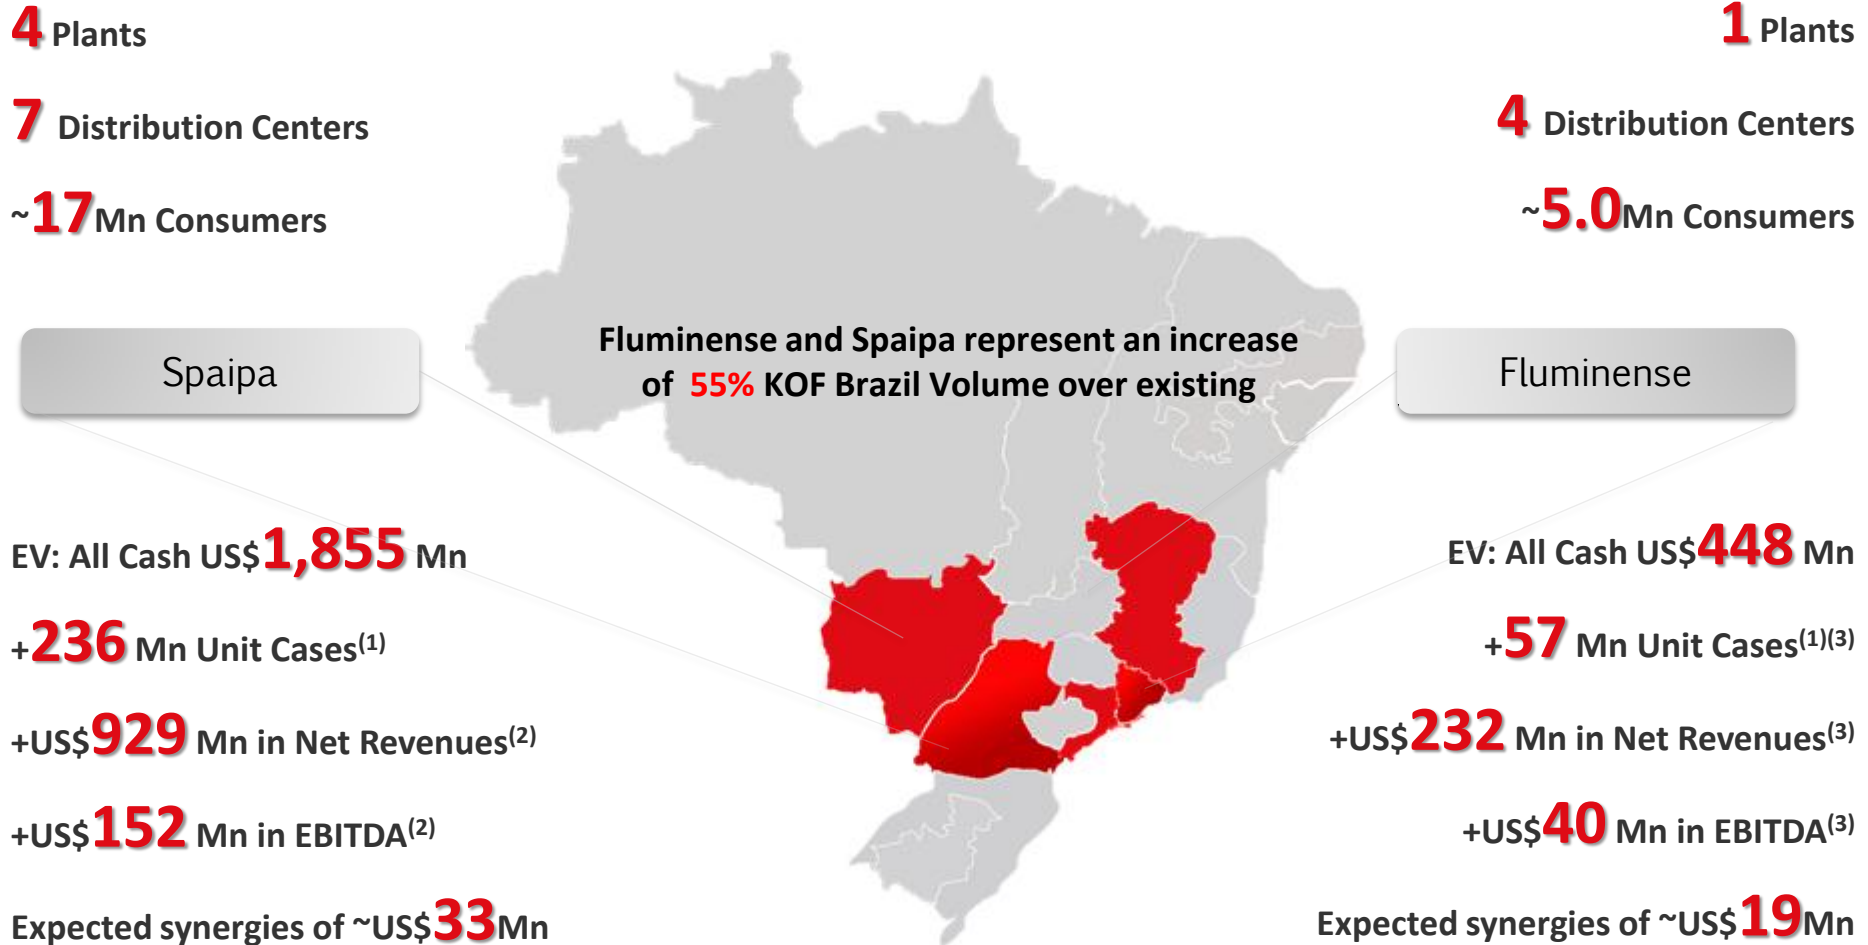 4 Plants
7 Distribution Centers
~17Mn Consumers
1 Plants
4 Distribution Centers
~5.0Mn Consumers
Fluminense and Spaipa represent an increase
of 55% KOF Brazil Volume over existing
Spaipa
Fluminense
EV: All Cash US$1,855 Mn
+236 Mn Unit Cases(1)
+US$929 Mn in Net Revenues(2)
+US$152 Mn in EBITDA(2)
Expected synergies of ~US$33Mn
EV: All Cash US$448 Mn
+57 Mn Unit Cases(1)(3)
+US$232 Mn in Net Revenues(3)
+US$40 Mn in EBITDA(3)
Expected synergies of ~US$19Mn